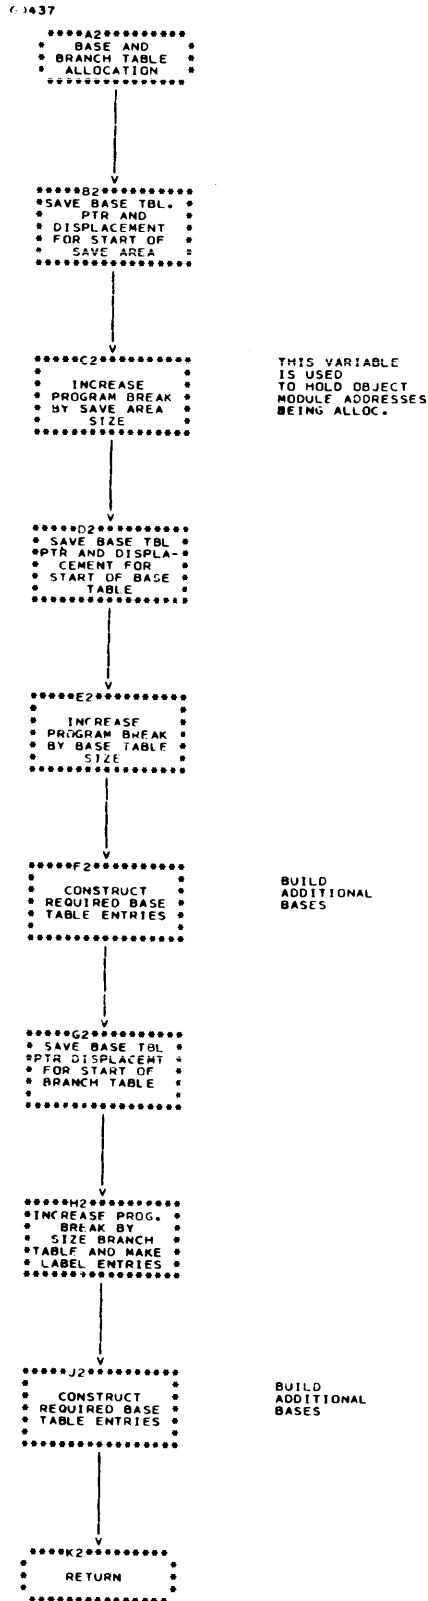 G0437
*****A2**********
BASE AND
BRANCH TABLE
ALLOCATION
*****B2**********
SAVE BASE TBL.
PTR AND
DISPLACEMENT
FOR START OF
SAVE AREA
*****C2**********
INCREASE
PROGRAM BREAK
BY SAVE AREA
SIZE
THIS VARIABLE
IS USED
TO HOLD OBJECT
MODULE ADDRESSES
BEING ALLOC.
*****D2**********
SAVE BASE TBL
PTR AND DISPLA-
CEMENT FOR
START OF BASE
TABLE
*****E2**********
INCREASE
PROGRAM BREAK
BY BASE TABLE
SIZE
*****F2**********
CONSTRUCT
REQUIRED BASE
TABLE ENTRIES
BUILD
ADDITIONAL
BASES
*****G2**********
SAVE BASE TBL
PTR DISPLACEMT
FOR START OF
BRANCH TABLE
*****H2**********
INCREASE PROG.
BREAK BY
SIZE BRANCH
TABLE AND MAKE
LABEL ENTRIES
*****J2**********
CONSTRUCT
REQUIRED BASE
TABLE ENTRIES
BUILD
ADDITIONAL
BASES
****K2*********
RETURN